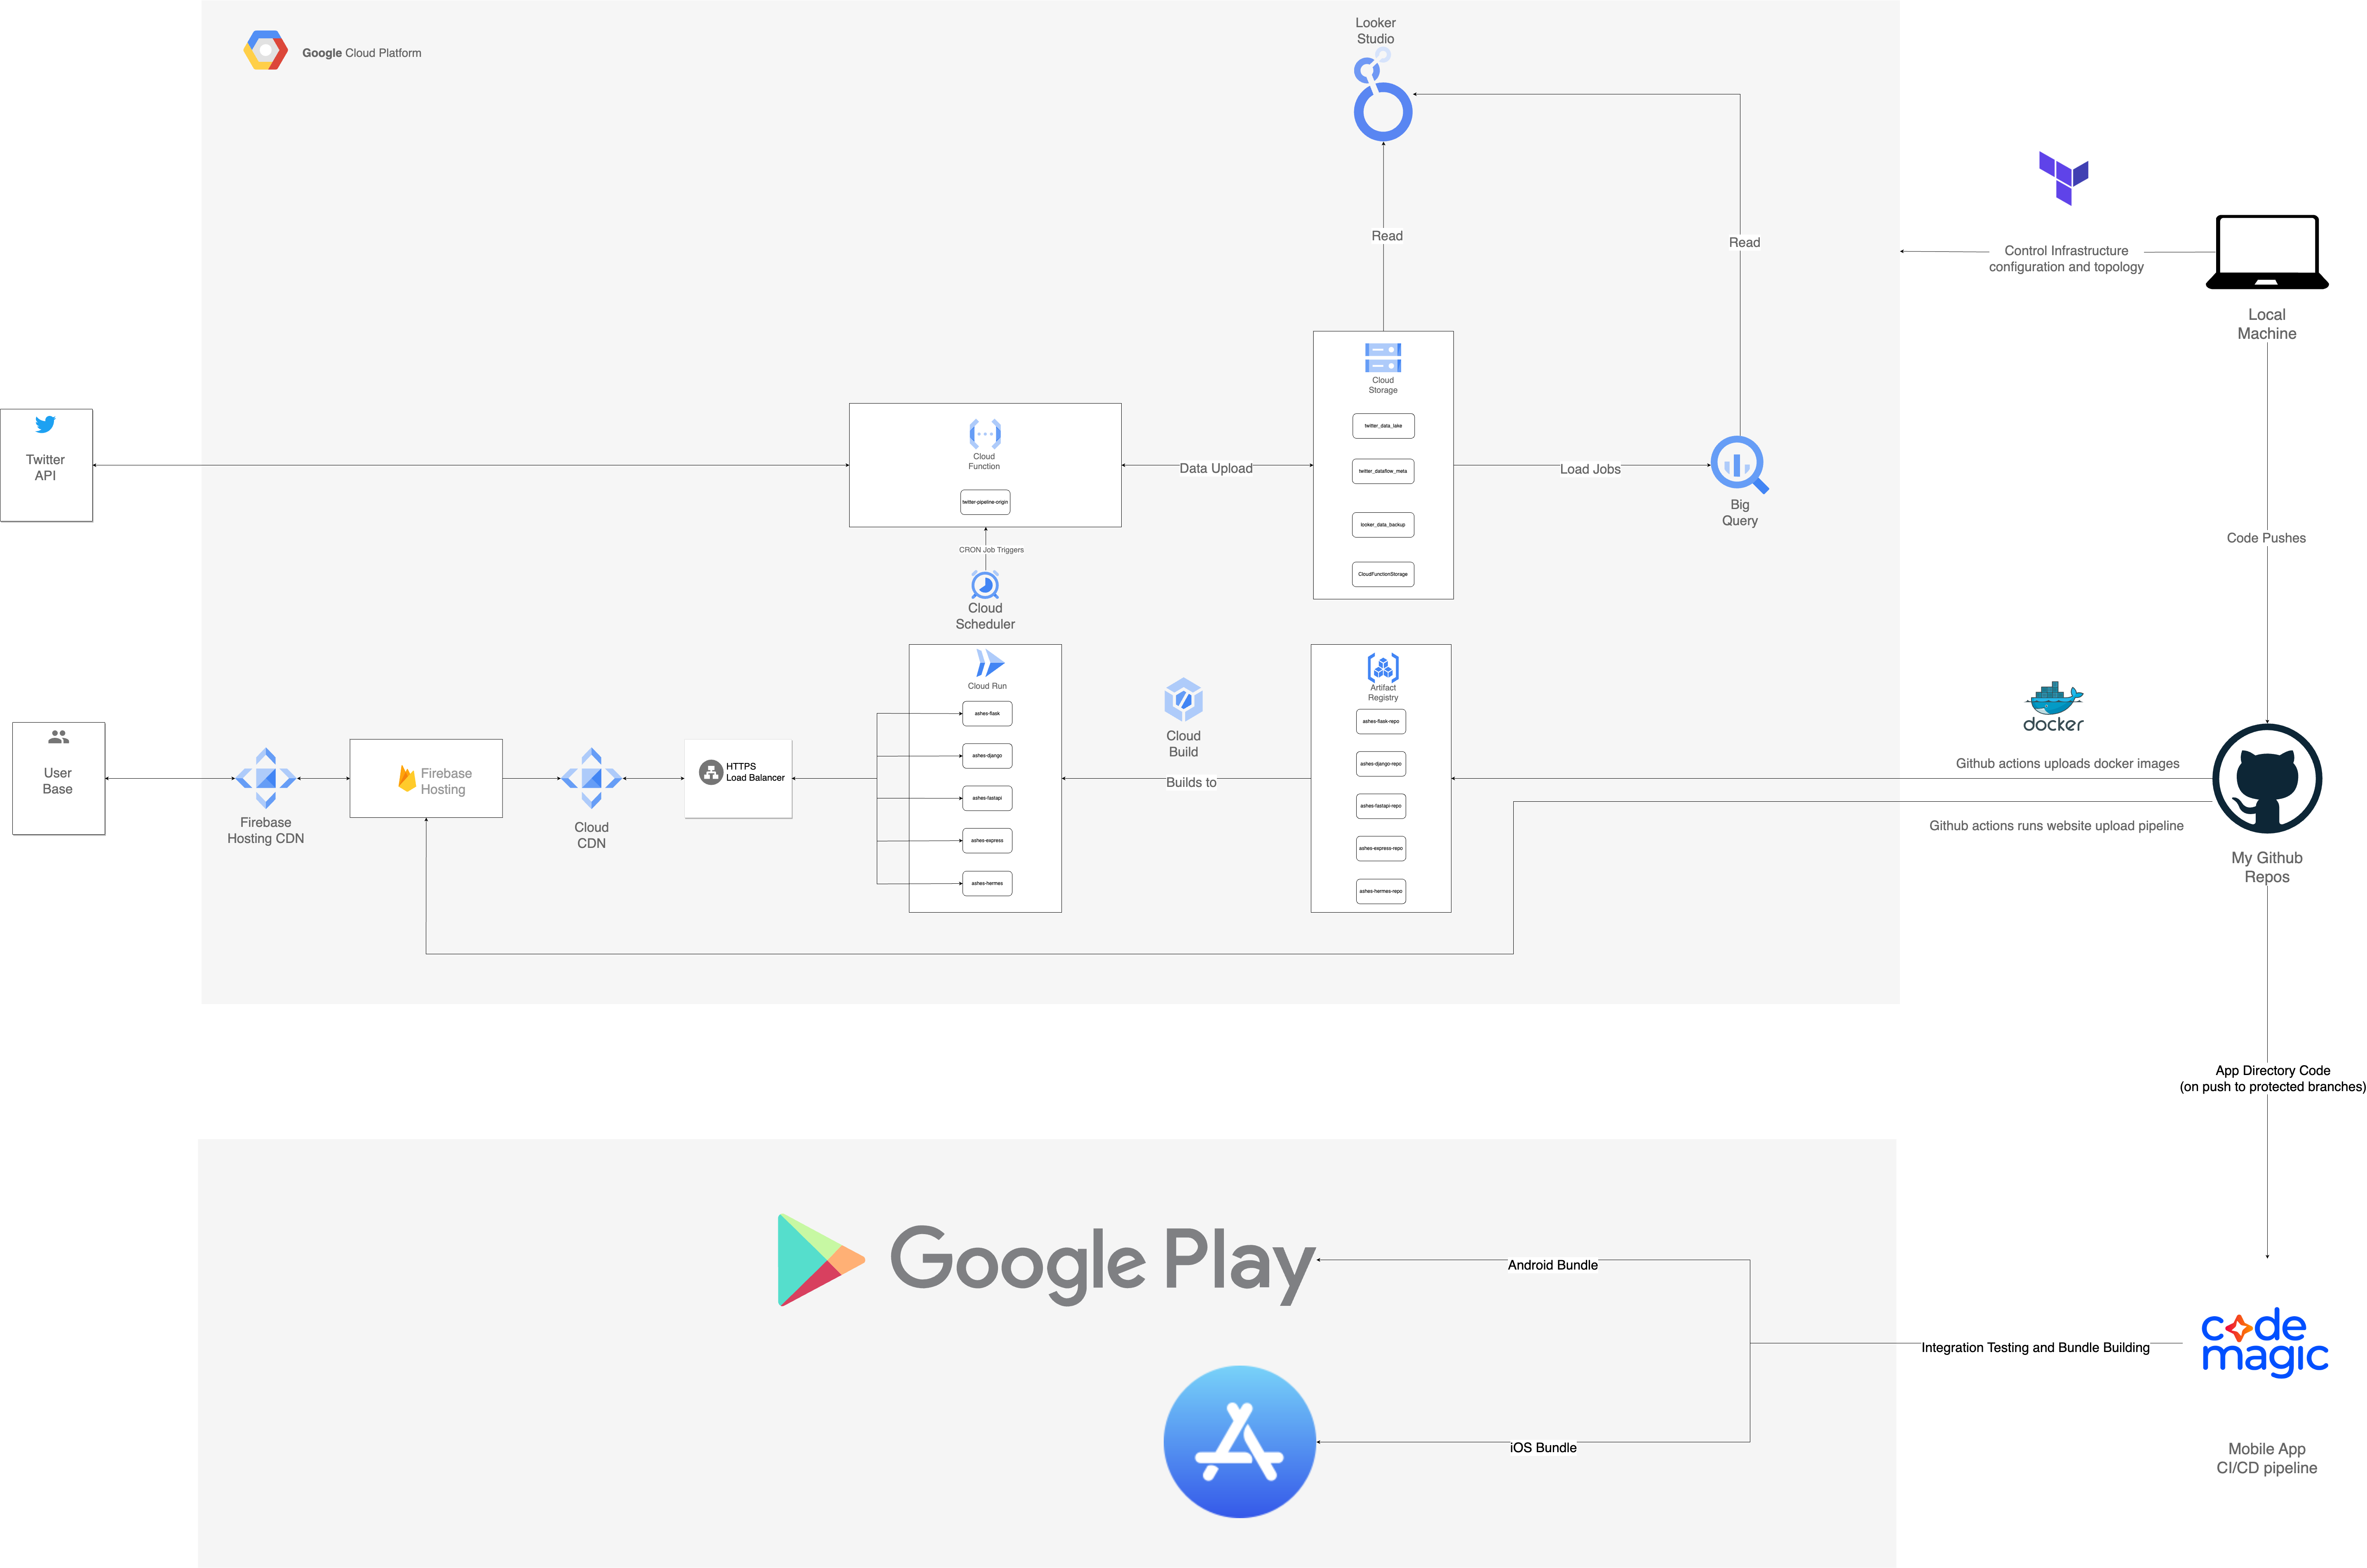 Google Cloud Platform
Looker
Studio
Read
Read
Control Infrastructure
configuration and topology
Local
Machine
Twitter
API
Cloud
Function
twitter-pipeline-origin
CRON Job Triggers
Cloud
Scheduler
Data Upload
Cloud
Storage
twitter_data_lake
twitter_dataflow_meta
looker_data_backup
CloudFunctionStorage
Load Jobs
Big
Query
Code Pushes
User
Base
Firebase
Hosting CDN
Firebase
Hosting
Cloud
CDN
HTTPS
Load Balancer
Cloud Run
ashes-flask
ashes-django
ashes-fastapi
ashes-express
ashes-hermes
Cloud
Build
Builds to
Artifact
Registry
ashes-flask-repo
ashes-django-repo
ashes-fastapi-repo
ashes-express-repo
ashes-hermes-repo
docker
Github actions uploads docker images
Github actions runs website upload pipeline
My Github
Repos
App Directory Code
(on push to protected branches)
Google Play
Android Bundle
iOS Bundle
Integration Testing and Bundle Building
code
magic
Mobile App
CI/CD pipeline